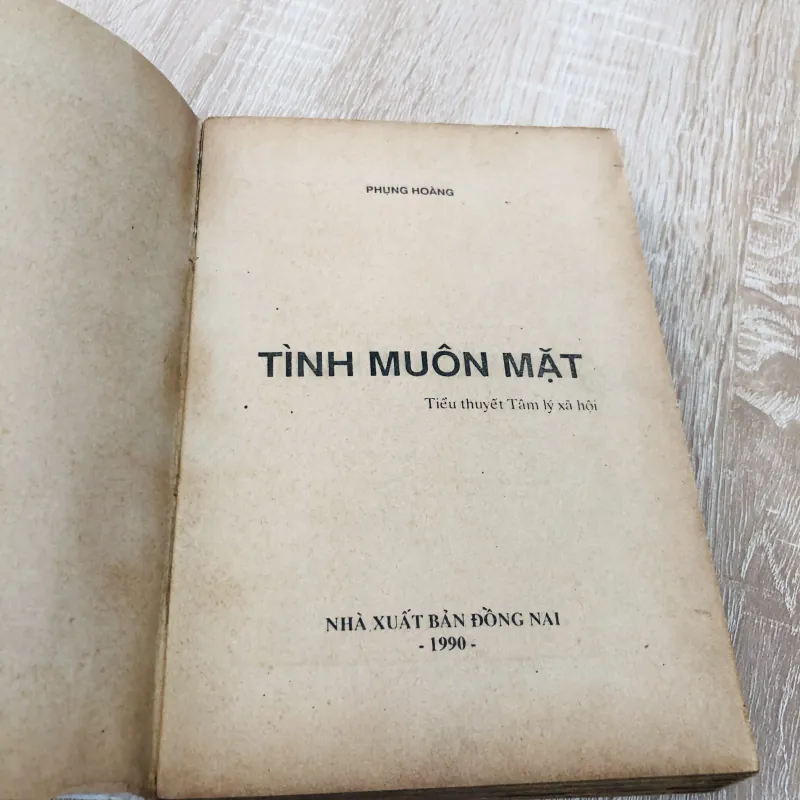 PHỤNG HOÀNG
TÌNH MUÔN MẶT
Tiểu thuyết Tâm lý xã hội
NHÀ XUẤT BẢN ĐỒNG NAI
- 1990 -